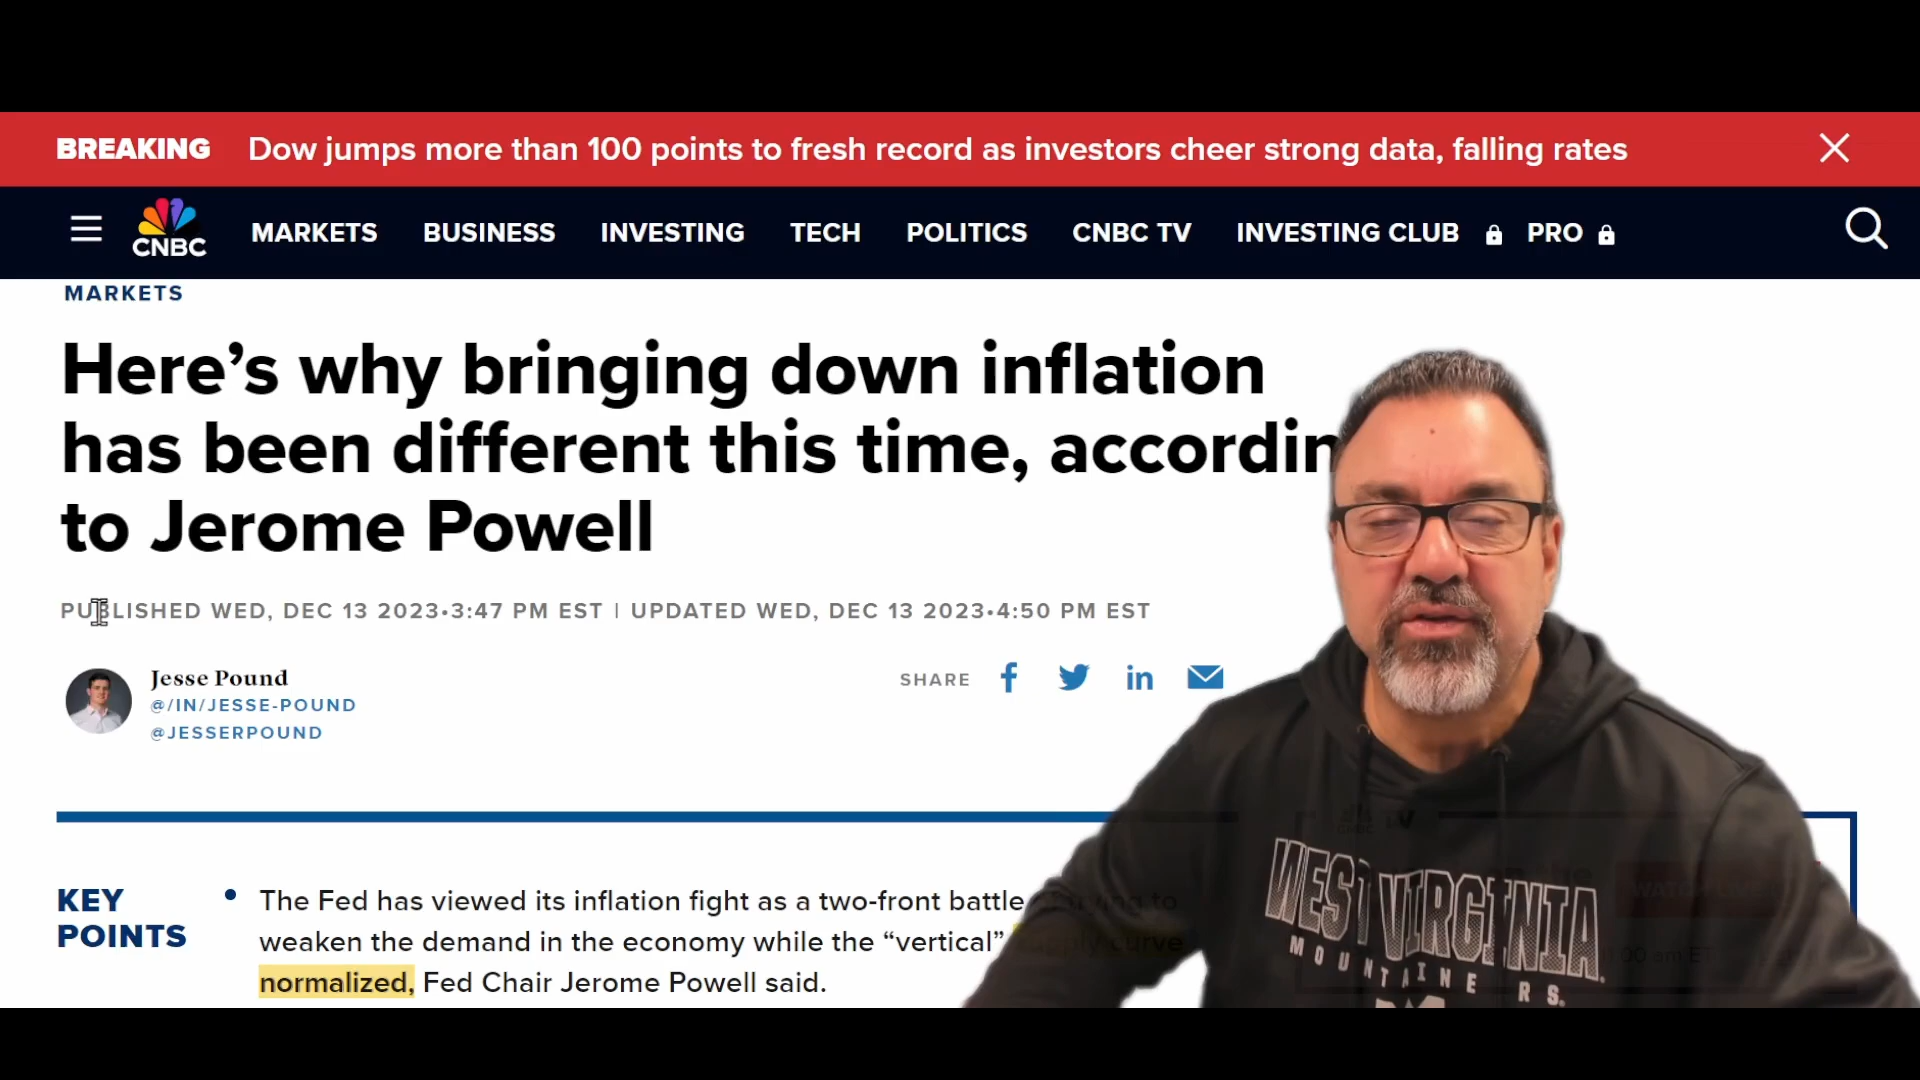 BREAKING Dow jumps more than 100 points to fresh record as investors cheer strong data, falling rates
CNBC MARKETS BUSINESS INVESTING TECH POLITICS CNBC TV INVESTING CLUB PRO
MARKETS
Here’s why bringing down inflation
has been different this time, accordin
to Jerome Powell
PUBLISHED WED, DEC 13 2023•3:47 PM EST | UPDATED WED, DEC 13 2023•4:50 PM EST
Jesse Pound
@/IN/JESSE-POUND
@JESSERPOUND
SHARE
KEY
POINTS
• The Fed has viewed its inflation fight as a two-front battle of trying to
weaken the demand in the economy while the “vertical” supply curve
normalized, Fed Chair Jerome Powell said.
WEST VIRGINIA
MOUNTAINEERS.